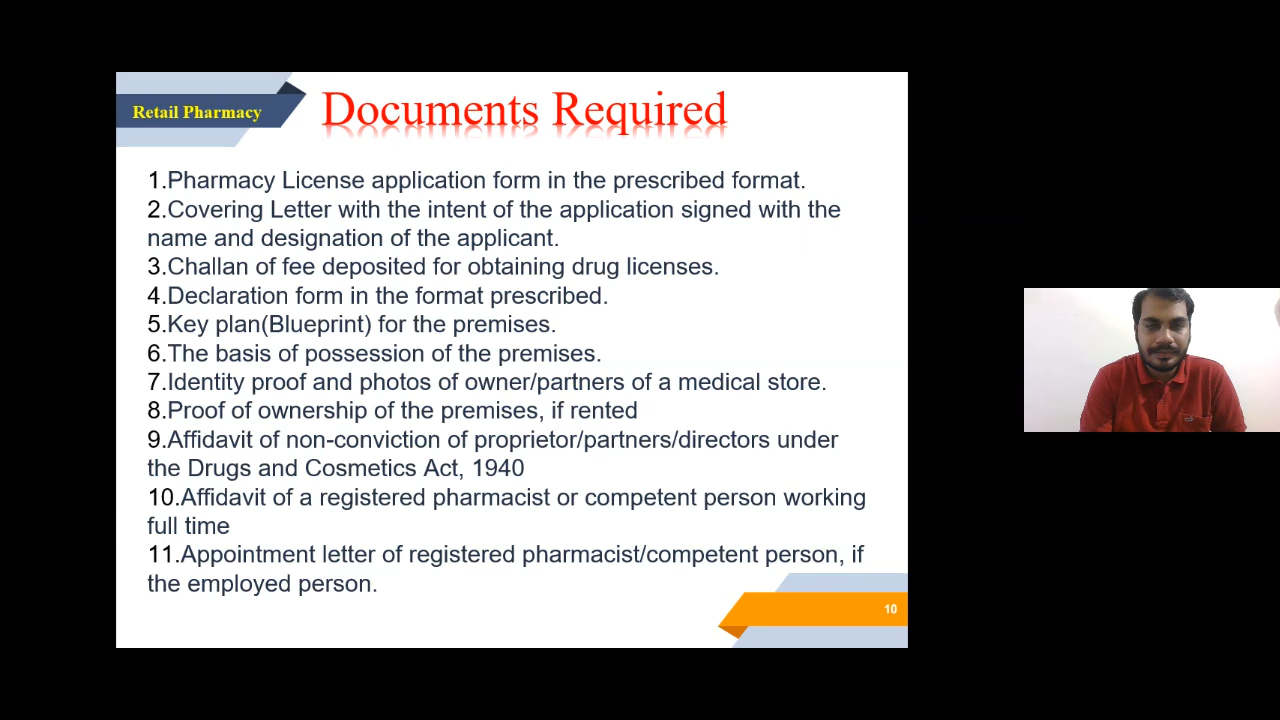 Retail Pharmacy
Documents Required
1.Pharmacy License application form in the prescribed format.
2.Covering Letter with the intent of the application signed with the
name and designation of the applicant.
3.Challan of fee deposited for obtaining drug licenses.
4.Declaration form in the format prescribed.
5.Key plan(Blueprint) for the premises.
6.The basis of possession of the premises.
7.Identity proof and photos of owner/partners of a medical store.
8.Proof of ownership of the premises, if rented
9.Affidavit of non-conviction of proprietor/partners/directors under
the Drugs and Cosmetics Act, 1940
10.Affidavit of a registered pharmacist or competent person working
full time
11.Appointment letter of registered pharmacist/competent person, if
the employed person.
10